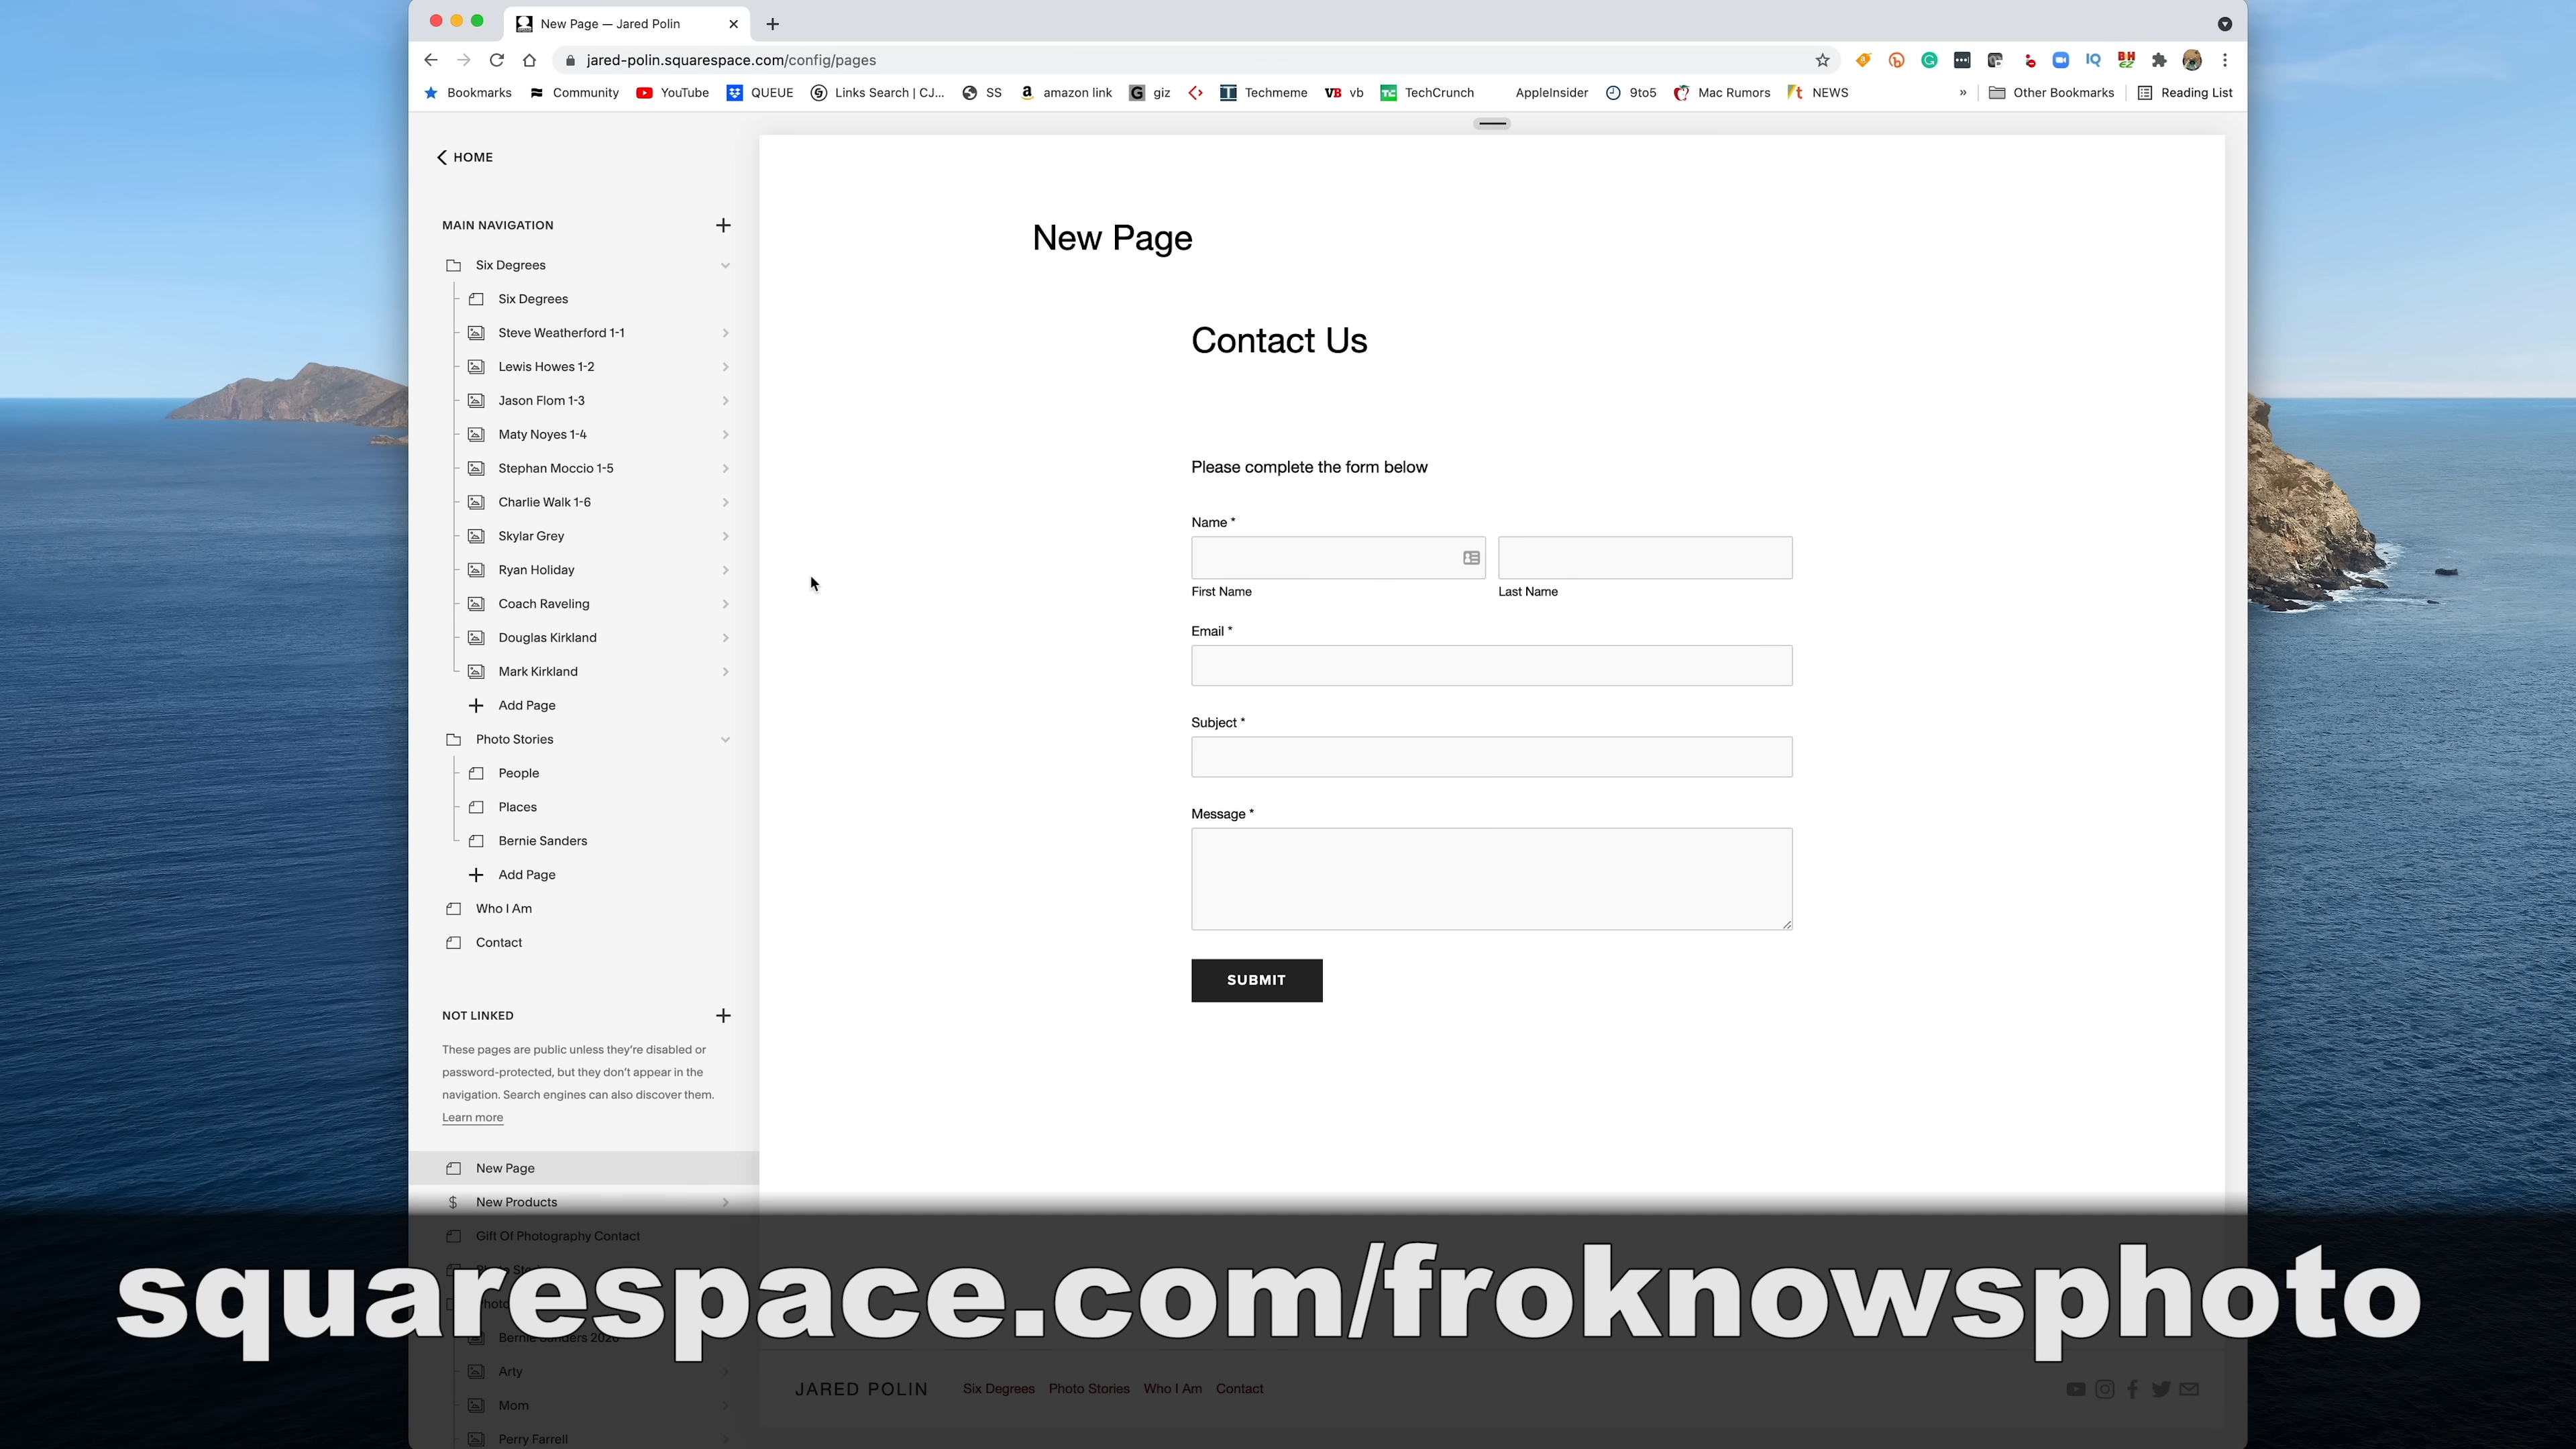 New Page — Jared Polin
jared-polin.squarespace.com/config/pages
Bookmarks Community YouTube QUEUE Links Search | CJ... SS amazon link giz Techmeme vb TechCrunch AppleInsider 9to5 Mac Rumors NEWS » Other Bookmarks Reading List
HOME
MAIN NAVIGATION
Six Degrees
Six Degrees
Steve Weatherford 1-1
Lewis Howes 1-2
Jason Flom 1-3
Maty Noyes 1-4
Stephan Moccio 1-5
Charlie Walk 1-6
Skylar Grey
Ryan Holiday
Coach Raveling
Douglas Kirkland
Mark Kirkland
Add Page
Photo Stories
People
Places
Bernie Sanders
Add Page
Who I Am
Contact
NOT LINKED
These pages are public unless they're disabled or
password-protected, but they don't appear in the
navigation. Search engines can also discover them.
Learn more
New Page
New Products
Gift Of Photography Contact
Bernie Sanders 2020
Arty
Mom
Perry Farrell
New Page
Contact Us
Please complete the form below
Name *
First Name Last Name
Email *
Subject *
Message *
SUBMIT
squarespace.com/froknowsphoto
JARED POLIN Six Degrees Photo Stories Who I Am Contact